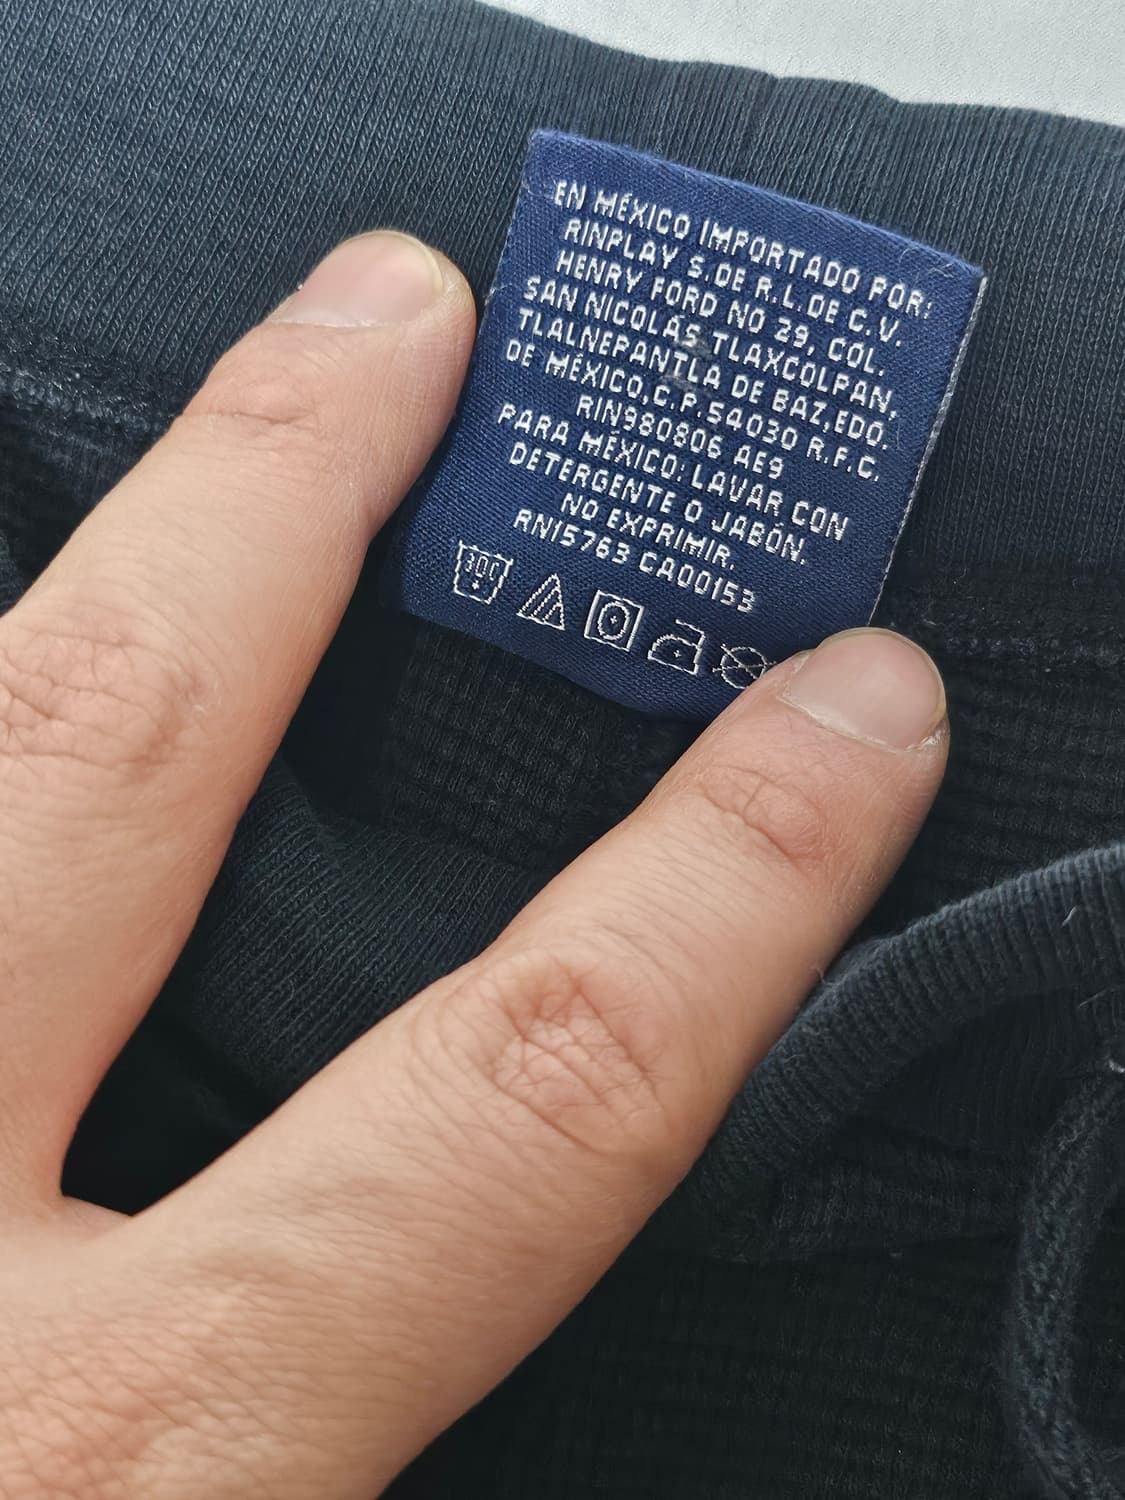 EN MÉXICO IMPORTADO POR:
RINPLAY S.DE R.L.DE C.V.
HENRY FORD NO 29, COL.
SAN NICOLÁS TLAXCOLPAN,
TLALNEPANTLA DE BAZ,EDO.
DE MÉXICO,C.P.54030 R.F.C.
RIN980806 AE9
PARA MÉXICO: LAVAR CON
DETERGENTE O JABÓN.
NO EXPRIMIR.
RN15763 CA00153
300